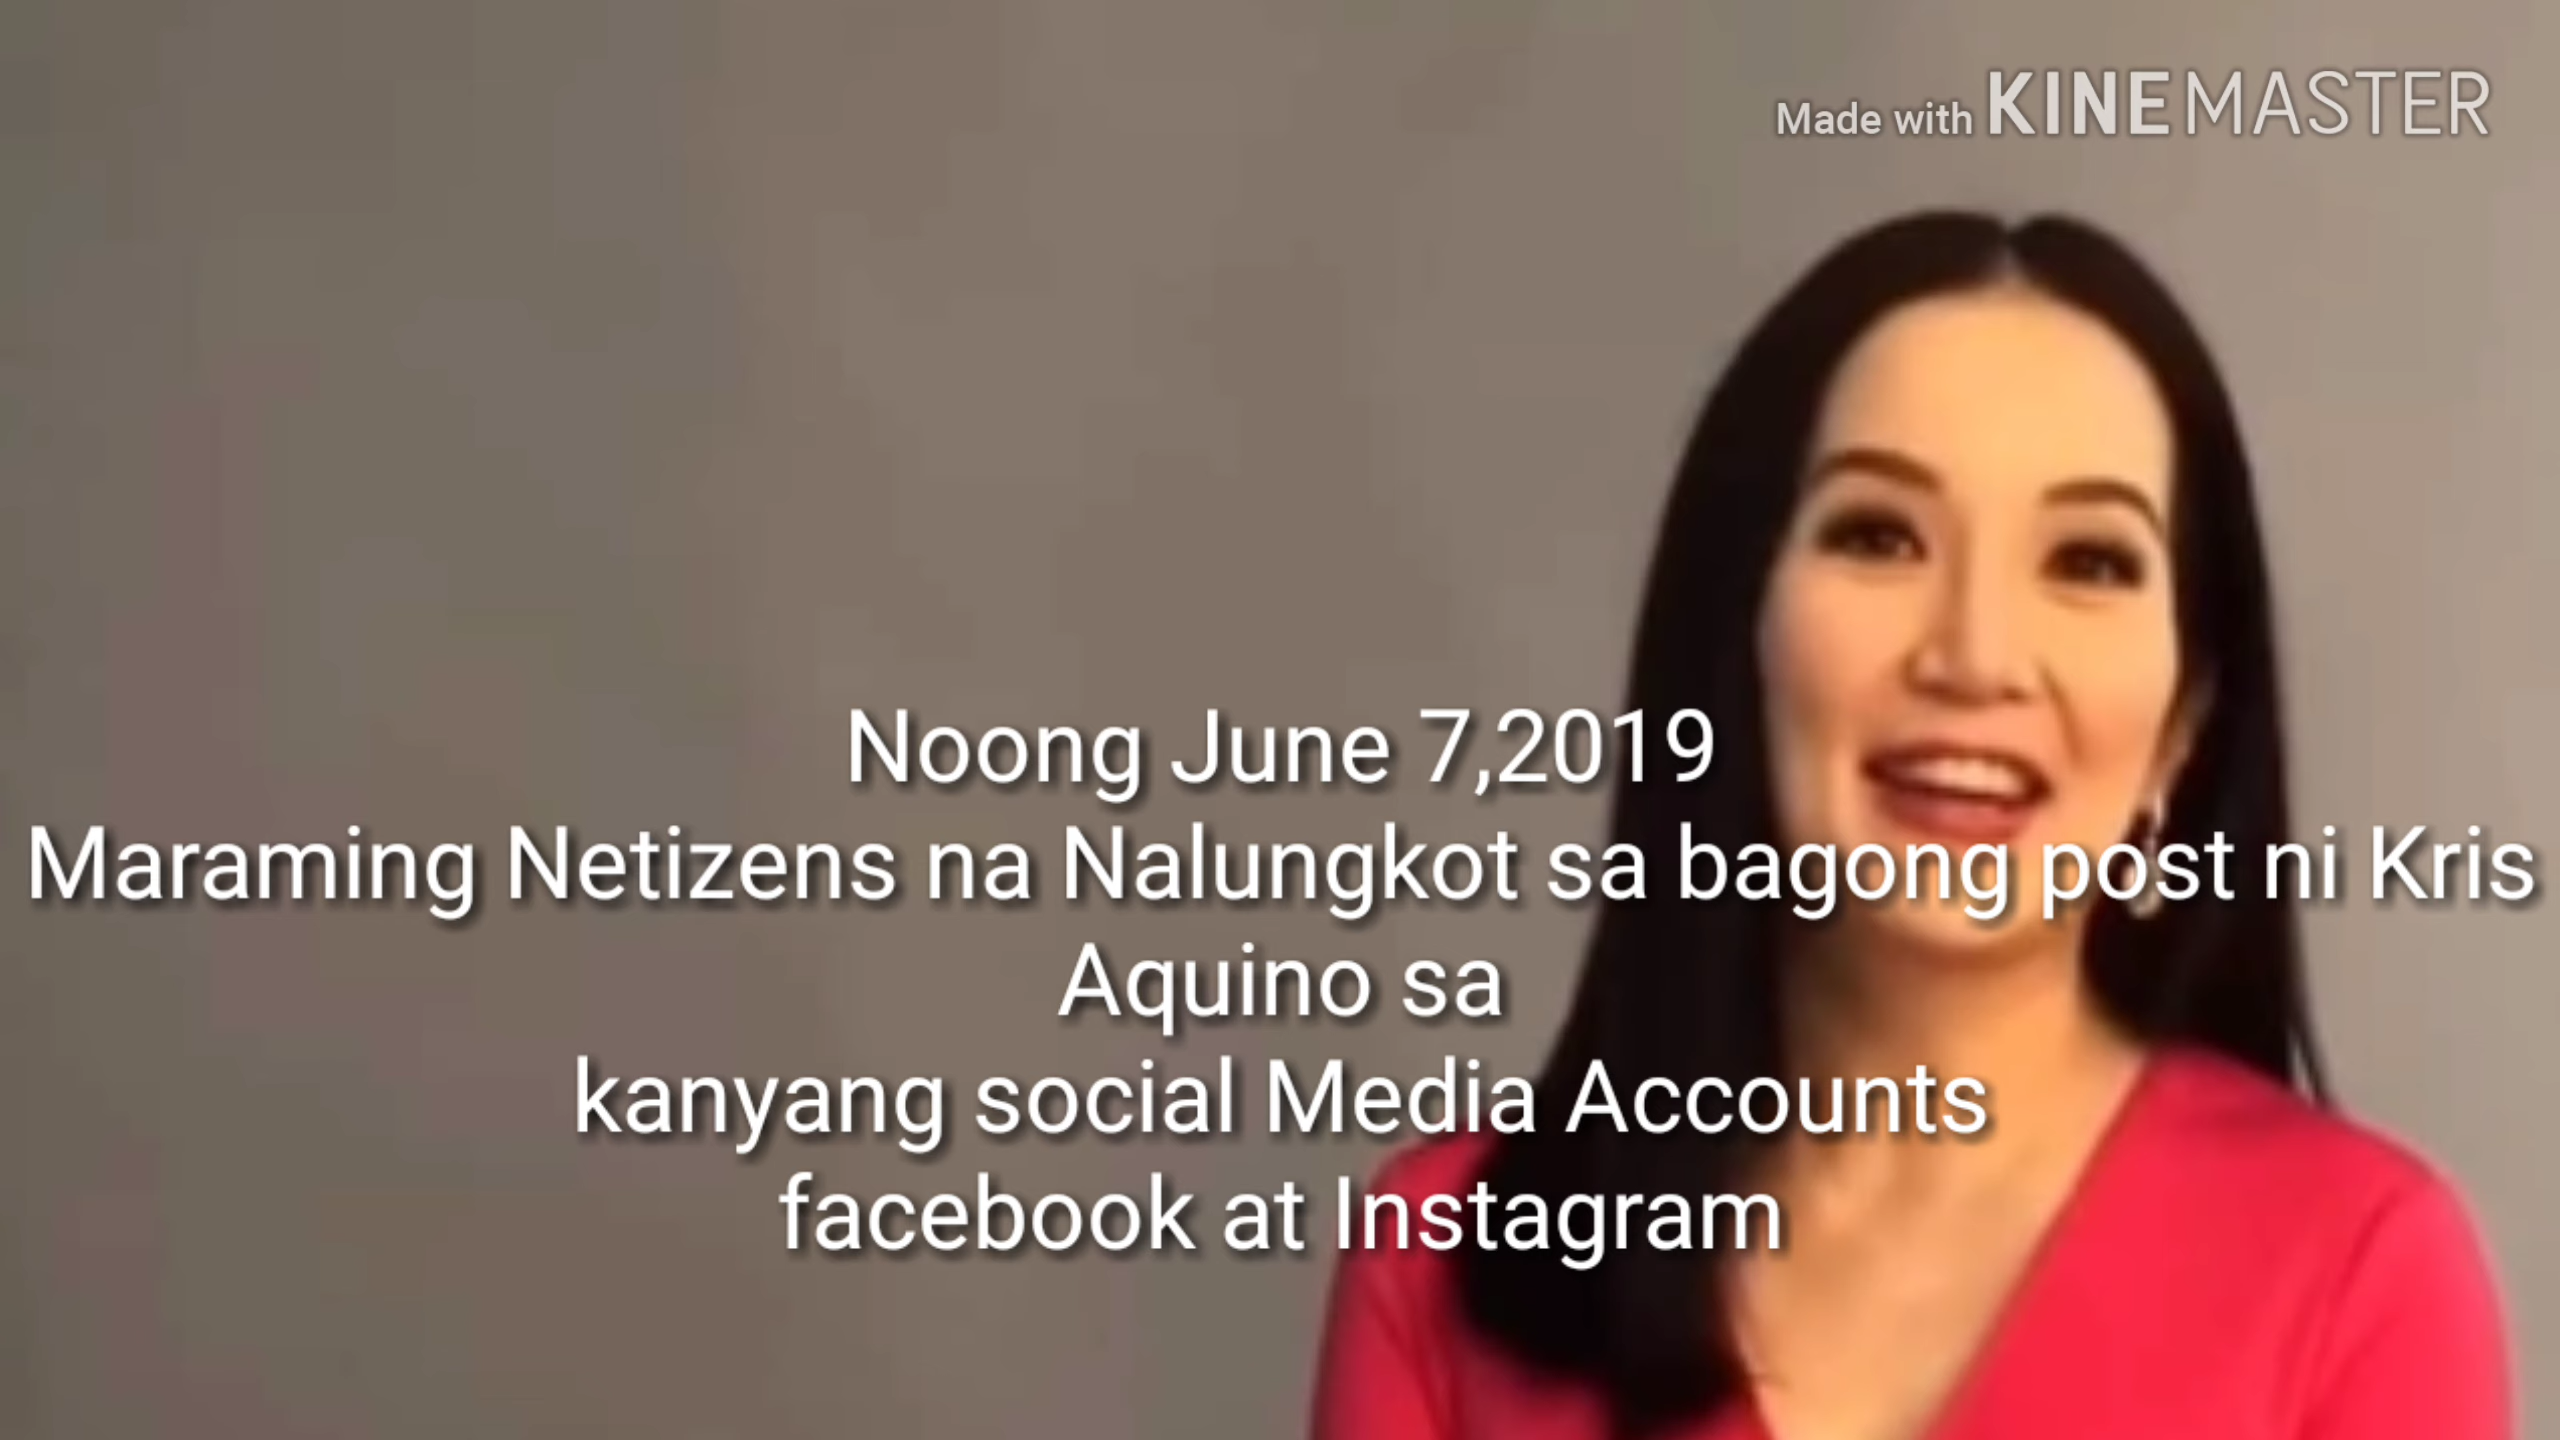 Made with KINEMASTER
Noong June 7,2019
Maraming Netizens na Nalungkot sa bagong post ni Kris
Aquino sa
kanyang social Media Accounts
facebook at Instagram